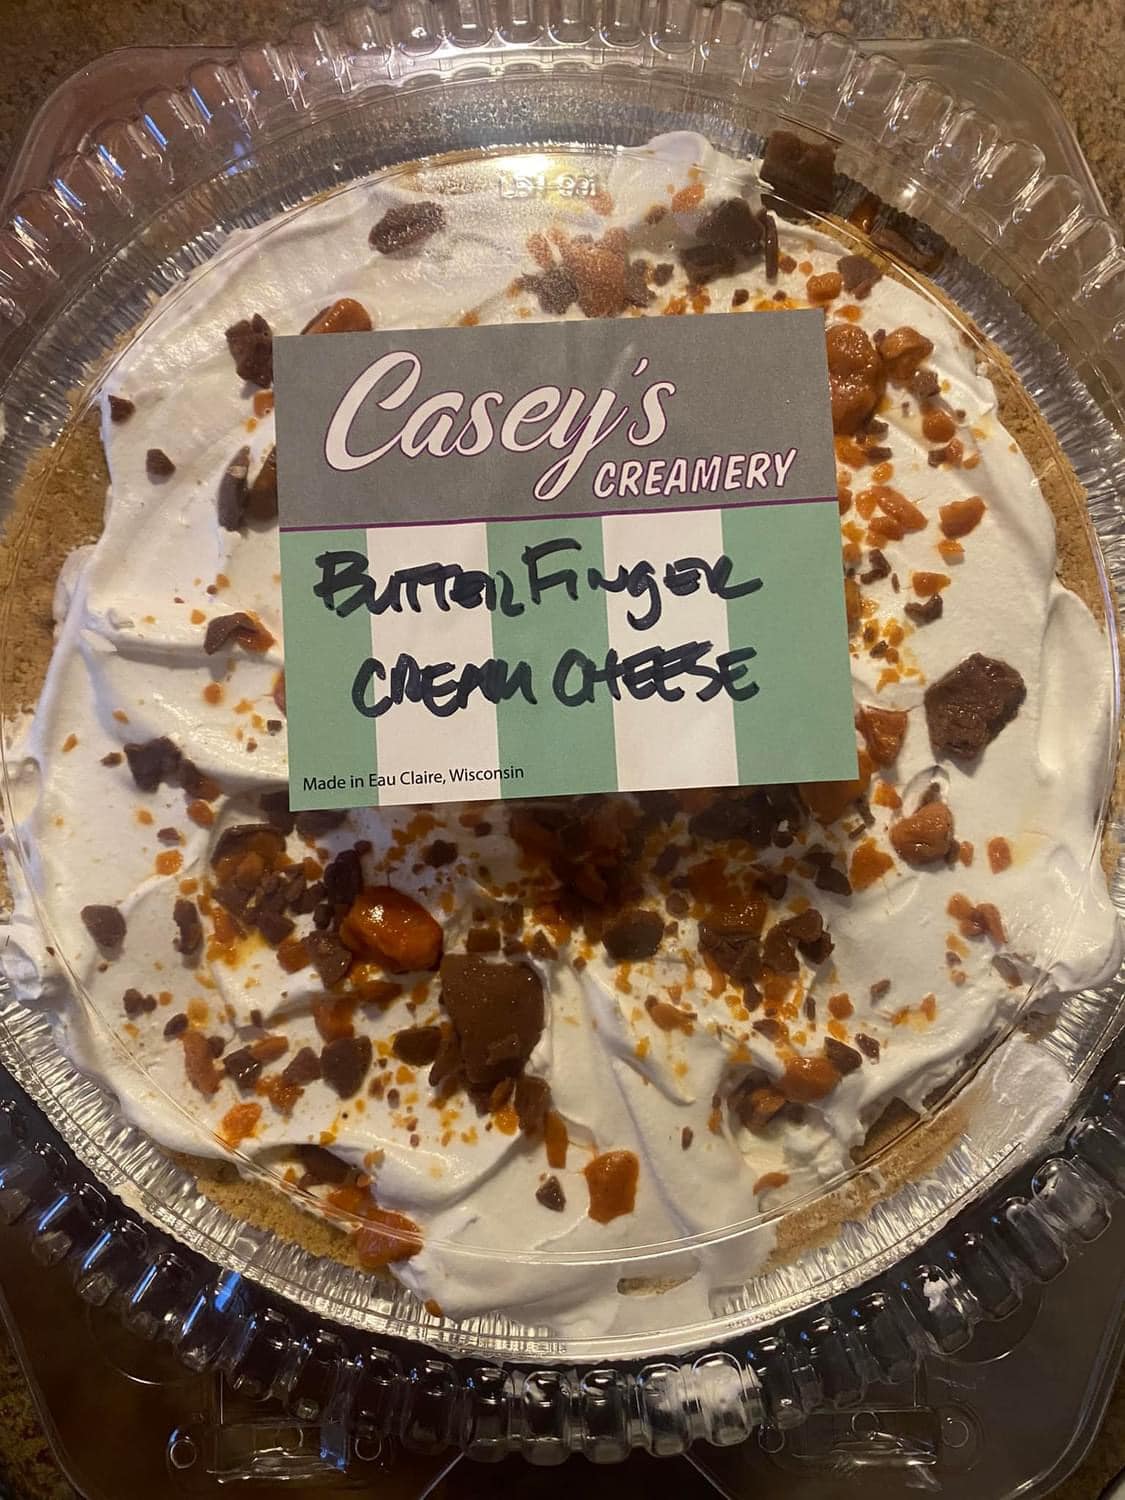 Casey's
CREAMERY
BUTTERFINGER
CREAM CHEESE
Made in Eau Claire, Wisconsin